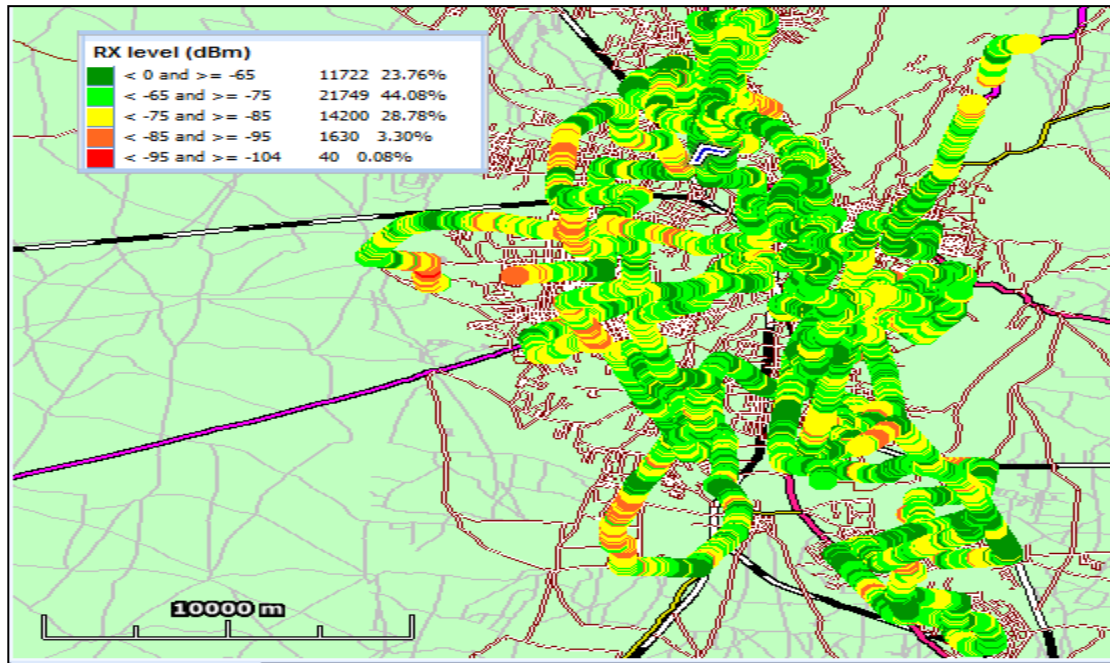 RX level (dBm)
< 0 and >= -65 11722 23.76%
< -65 and >= -75 21749 44.08%
< -75 and >= -85 14200 28.78%
< -85 and >= -95 1630 3.30%
< -95 and >= -104 40 0.08%
10000 m